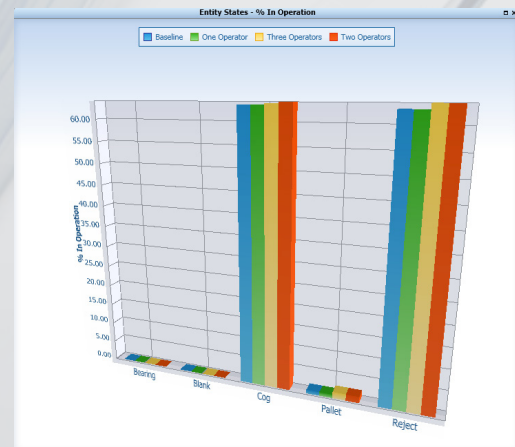 Entity States - % In Operation
Baseline One Operator Three Operators Two Operators
60.00
55.00
50.00
45.00
40.00
35.00
30.00
25.00
20.00
15.00
10.00
5.00
0.00
% In Operation
Bearing
Blank
Cog
Pallet
Reject